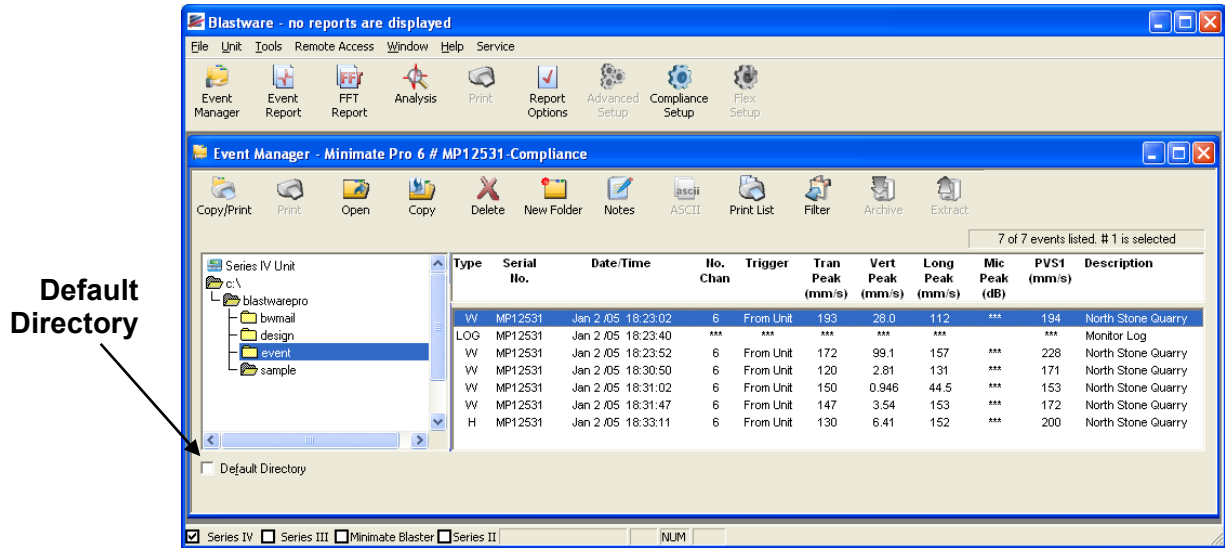 Blastware - no reports are displayed
File Unit Tools Remote Access Window Help Service
Event Manager
Event Report
FFT Report
Analysis
Print
Report Options
Advanced Setup
Compliance Setup
Flex Setup
Event Manager - Minimate Pro 6 # MP12531-Compliance
Copy/Print Print Open Copy Delete New Folder Notes ASCII Print List Filter Archive Extract
7 of 7 events listed. # 1 is selected
Series IV Unit
c:\
blastwarepro
bwmail
design
event
sample
Type Serial No. Date/Time No. Chan Trigger Tran Peak (mm/s) Vert Peak (mm/s) Long Peak (mm/s) Mic Peak (dB) PVS1 (mm/s) Description
W MP12531 Jan 2 /05 18:23:02 6 From Unit 193 28.0 112 *** 194 North Stone Quarry
LOG MP12531 Jan 2 /05 18:23:40 *** *** *** *** *** *** *** Monitor Log
W MP12531 Jan 2 /05 18:23:52 6 From Unit 172 99.1 157 *** 228 North Stone Quarry
W MP12531 Jan 2 /05 18:30:50 6 From Unit 120 2.81 131 *** 171 North Stone Quarry
W MP12531 Jan 2 /05 18:31:02 6 From Unit 150 0.946 44.5 *** 153 North Stone Quarry
W MP12531 Jan 2 /05 18:31:47 6 From Unit 147 3.54 153 *** 172 North Stone Quarry
H MP12531 Jan 2 /05 18:33:11 6 From Unit 130 6.41 152 *** 200 North Stone Quarry
Default
Directory
Default Directory
Series IV Series III Minimate Blaster Series II NUM